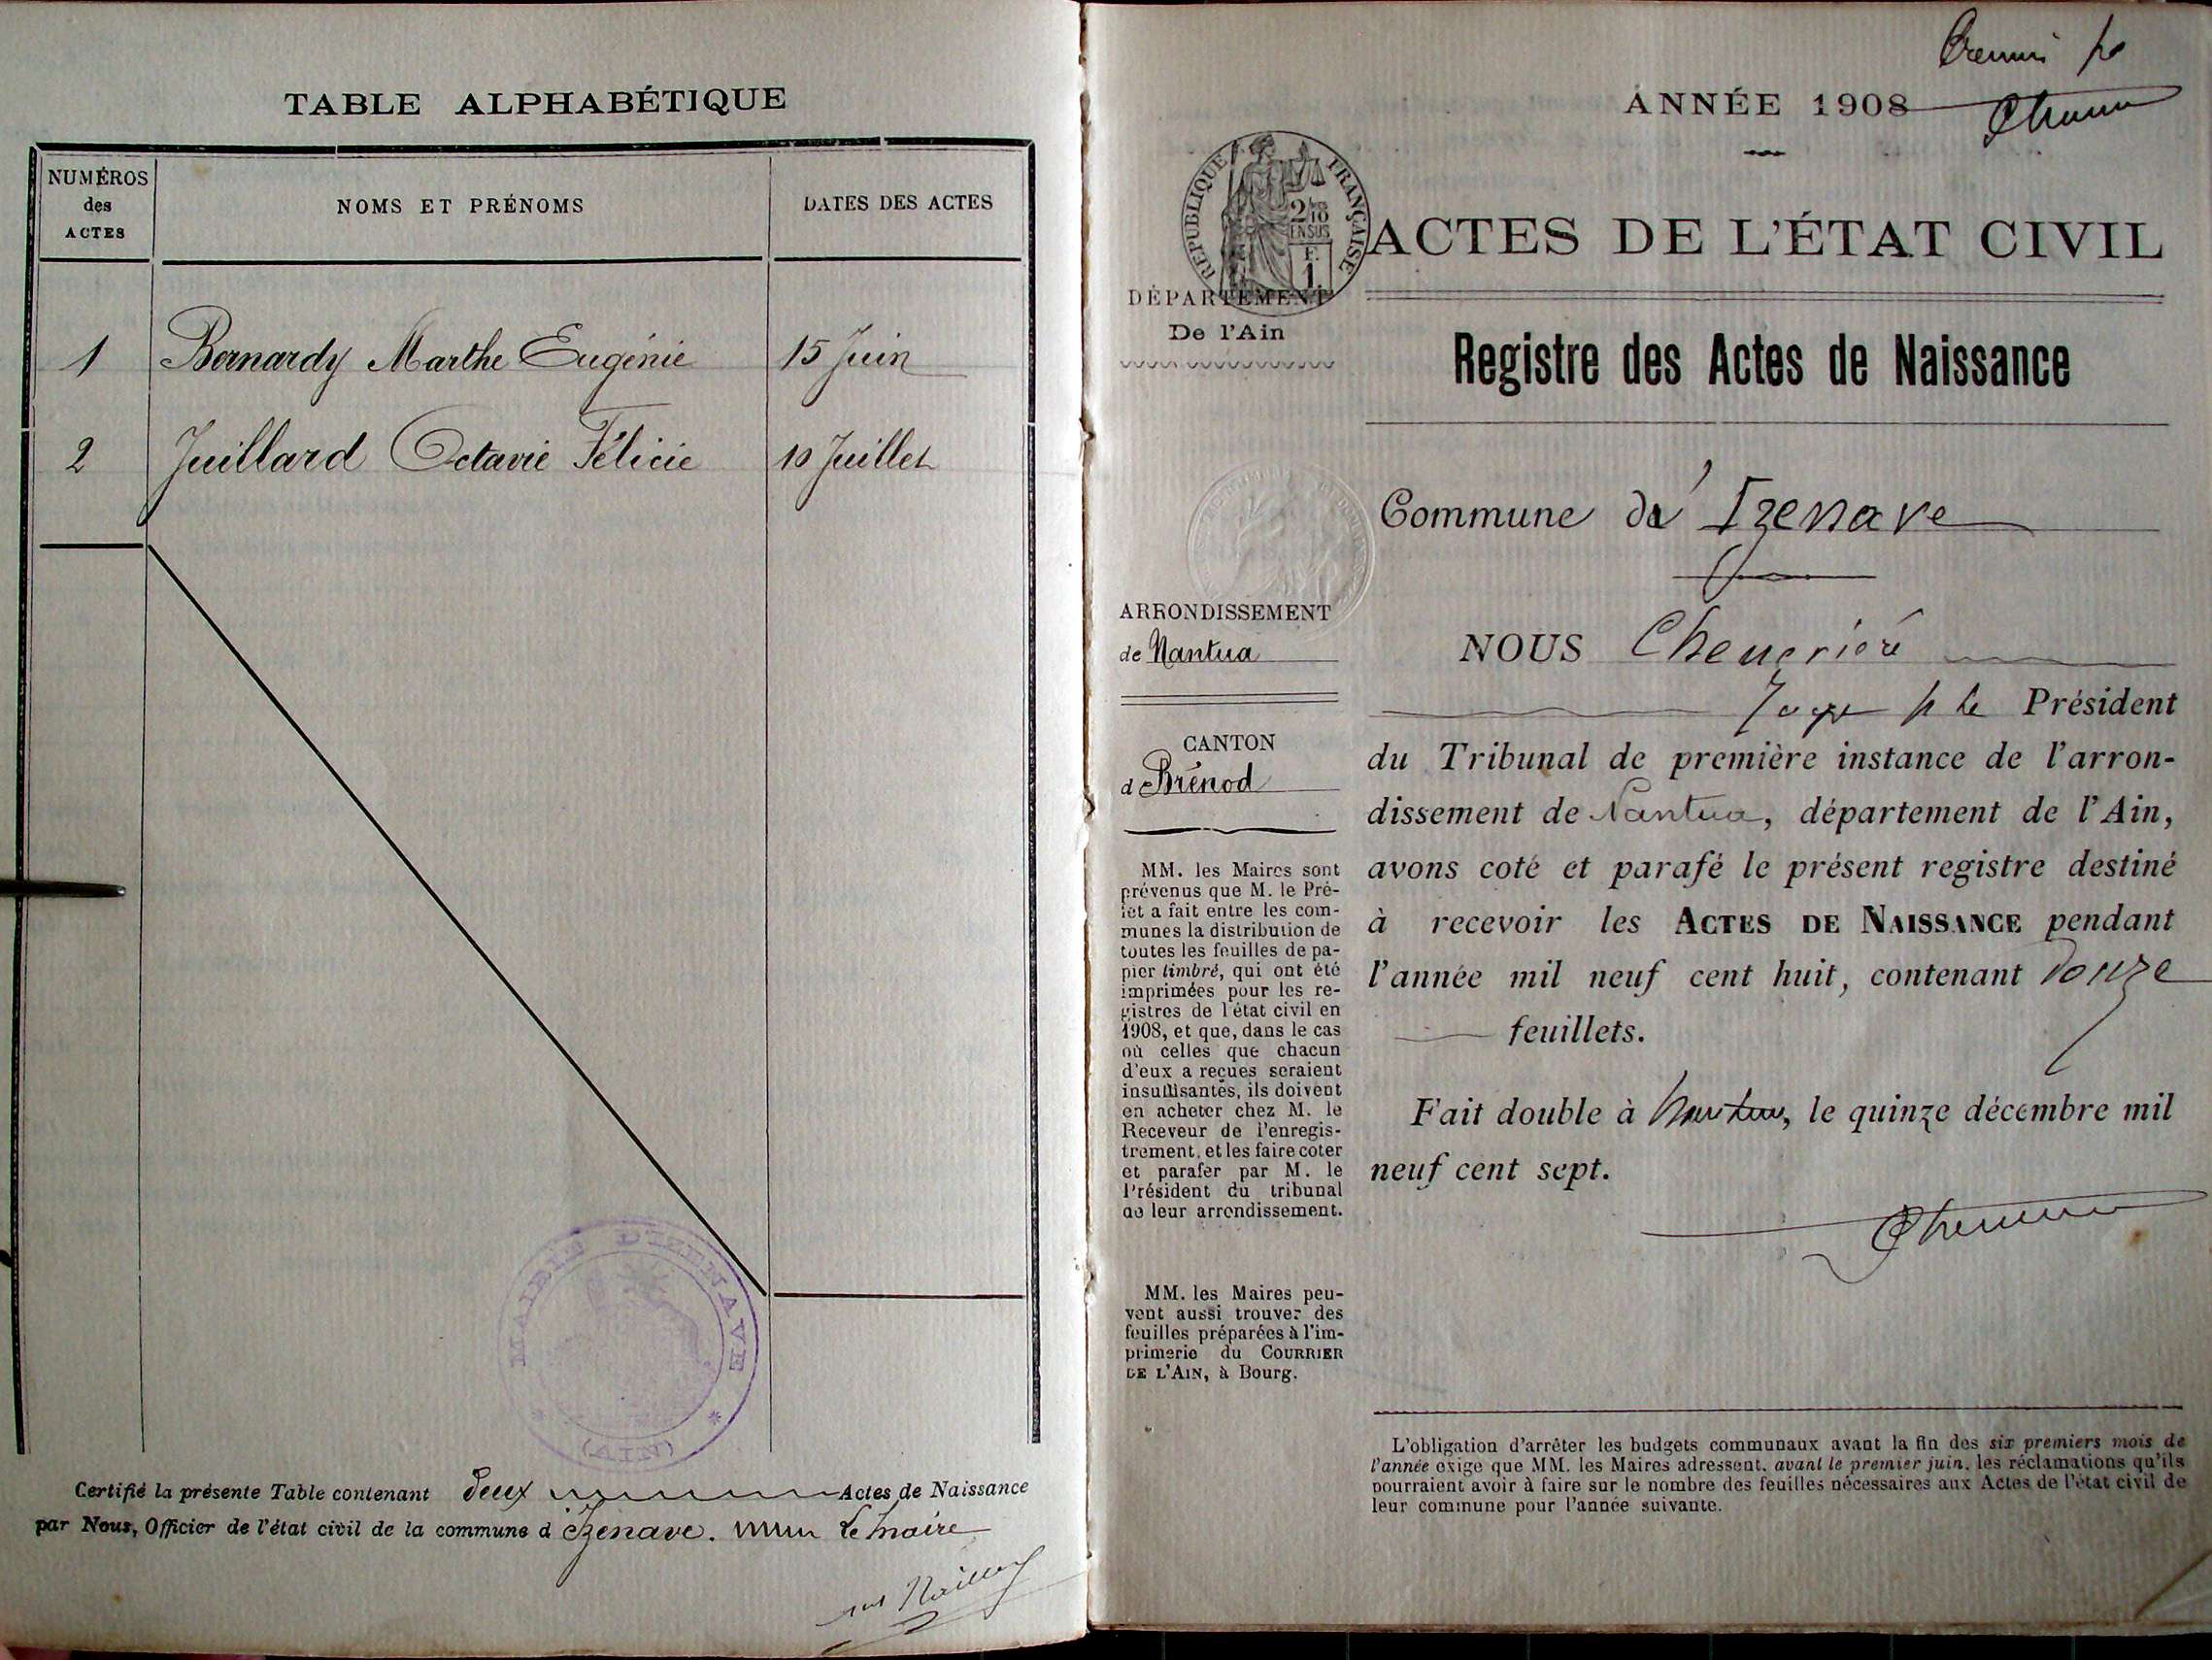 TABLE ALPHABÉTIQUE
NUMÉROS
des
ACTES
NOMS ET PRÉNOMS
DATES DES ACTES
1 Bernardy Marthe Eugénie 15 Juin
2 Juillard Octavie Félicie 10 Juillet
MAIRIE D'IZENAVE
(AIN)
Certifié la présente Table contenant deux Actes de Naissance
par Nous, Officier de l'état civil de la commune d'Izenave. Le maire
Premier
ANNÉE 1908
RÉPUBLIQUE FRANÇAISE
2/10
EN SUS
F.
1
ACTES DE L'ÉTAT CIVIL
DÉPARTEMENT
De l'Ain
Registre des Actes de Naissance
Commune d'Izenave
ARRONDISSEMENT
de Nantua
CANTON
d Brénod
MM. les Maires sont
prévenus que M. le Pré-
fet a fait entre les com-
munes la distribution de
toutes les feuilles de pa-
pier timbré, qui ont été
imprimées pour les re-
gistres de l'état civil en
1908, et que, dans le cas
où celles que chacun
d'eux a reçues seraient
insuffisantes, ils doivent
en acheter chez M. le
Receveur de l'enregis-
trement, et les faire coter
et parafer par M. le
Président du tribunal
de leur arrondissement.
MM. les Maires peu-
vent aussi trouver des
feuilles préparées à l'im-
primerie du COURRIER
DE L'AIN, à Bourg.
NOUS
Juge p le Président
du Tribunal de première instance de l'arron-
dissement de Nantua, département de l'Ain,
avons coté et parafé le présent registre destiné
à recevoir les ACTES DE NAISSANCE pendant
l'année mil neuf cent huit, contenant douze
feuillets.
Fait double à Nantua, le quinze décembre mil
neuf cent sept.
L'obligation d'arrêter les budgets communaux avant la fin des six premiers mois de
l'année exige que MM. les Maires adressent, avant le premier juin, les réclamations qu'ils
pourraient avoir à faire sur le nombre des feuilles nécessaires aux Actes de l'état civil de
leur commune pour l'année suivante.